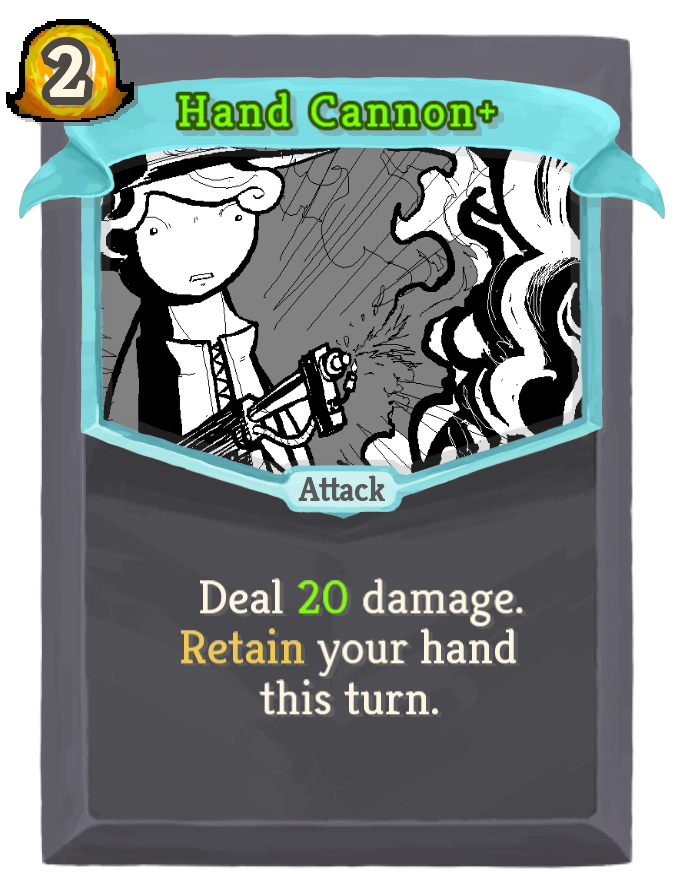 2
Hand Cannon+
Attack
Deal 20 damage.
Retain your hand
this turn.